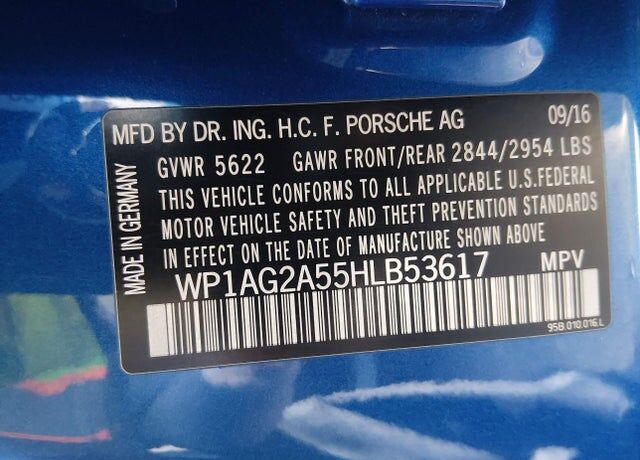 MFD BY DR. ING. H.C. F. PORSCHE AG 09/16
GVWR 5622 GAWR FRONT/REAR 2844/2954 LBS
THIS VEHICLE CONFORMS TO ALL APPLICABLE U.S.FEDERAL
MOTOR VEHICLE SAFETY AND THEFT PREVENTION STANDARDS
IN EFFECT ON THE DATE OF MANUFACTURE SHOWN ABOVE
WP1AG2A55HLB53617 MPV
95B.010.016.L
MADE IN GERMANY